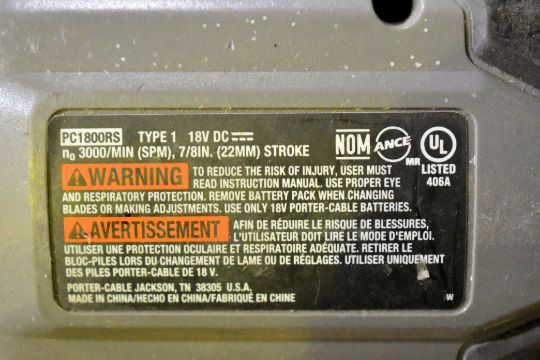 PC1800RS TYPE 1 18V DC
n0 3000/MIN (SPM), 7/8IN. (22MM) STROKE
NOM ANCE MR UL LISTED 406A
WARNING TO REDUCE THE RISK OF INJURY, USER MUST
READ INSTRUCTION MANUAL. USE PROPER EYE
AND RESPIRATORY PROTECTION. REMOVE BATTERY PACK WHEN CHANGING
BLADES OR MAKING ADJUSTMENTS. USE ONLY 18V PORTER-CABLE BATTERIES.
AVERTISSEMENT AFIN DE RÉDUIRE LE RISQUE DE BLESSURES,
L'UTILISATEUR DOIT LIRE LE MODE D'EMPLOI.
UTILISER UNE PROTECTION OCULAIRE ET RESPIRATOIRE ADÉQUATE. RETIRER LE
BLOC-PILES LORS DU CHANGEMENT DE LAME OU DE RÉGLAGES. UTILISER UNIQUEMENT
DES PILES PORTER-CABLE DE 18 V.
PORTER-CABLE JACKSON, TN 38305 U.S.A.
MADE IN CHINA/HECHO EN CHINA/FABRIQUÉ EN CHINE
W